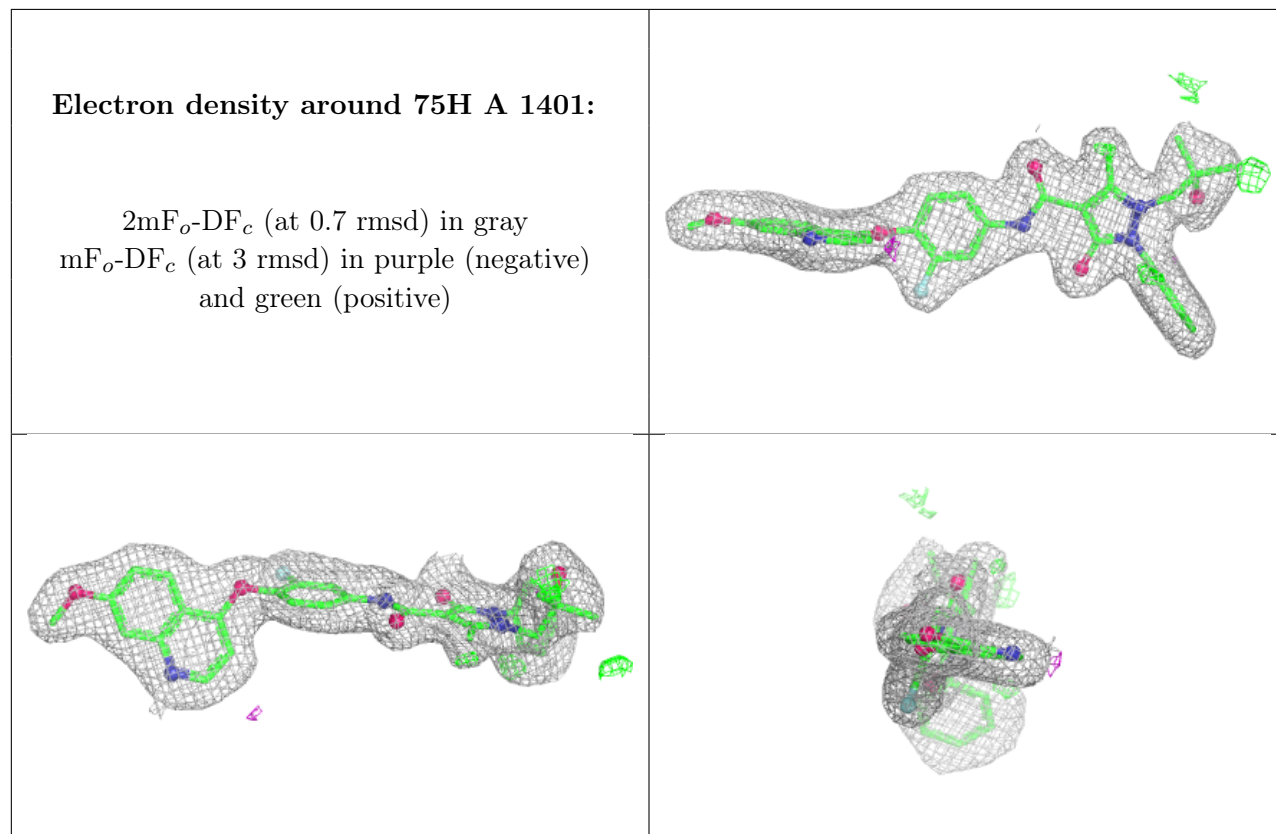 Electron density around 75H A 1401:
2mFₒ-DF𝒸 (at 0.7 rmsd) in gray
mFₒ-DF𝒸 (at 3 rmsd) in purple (negative)
and green (positive)